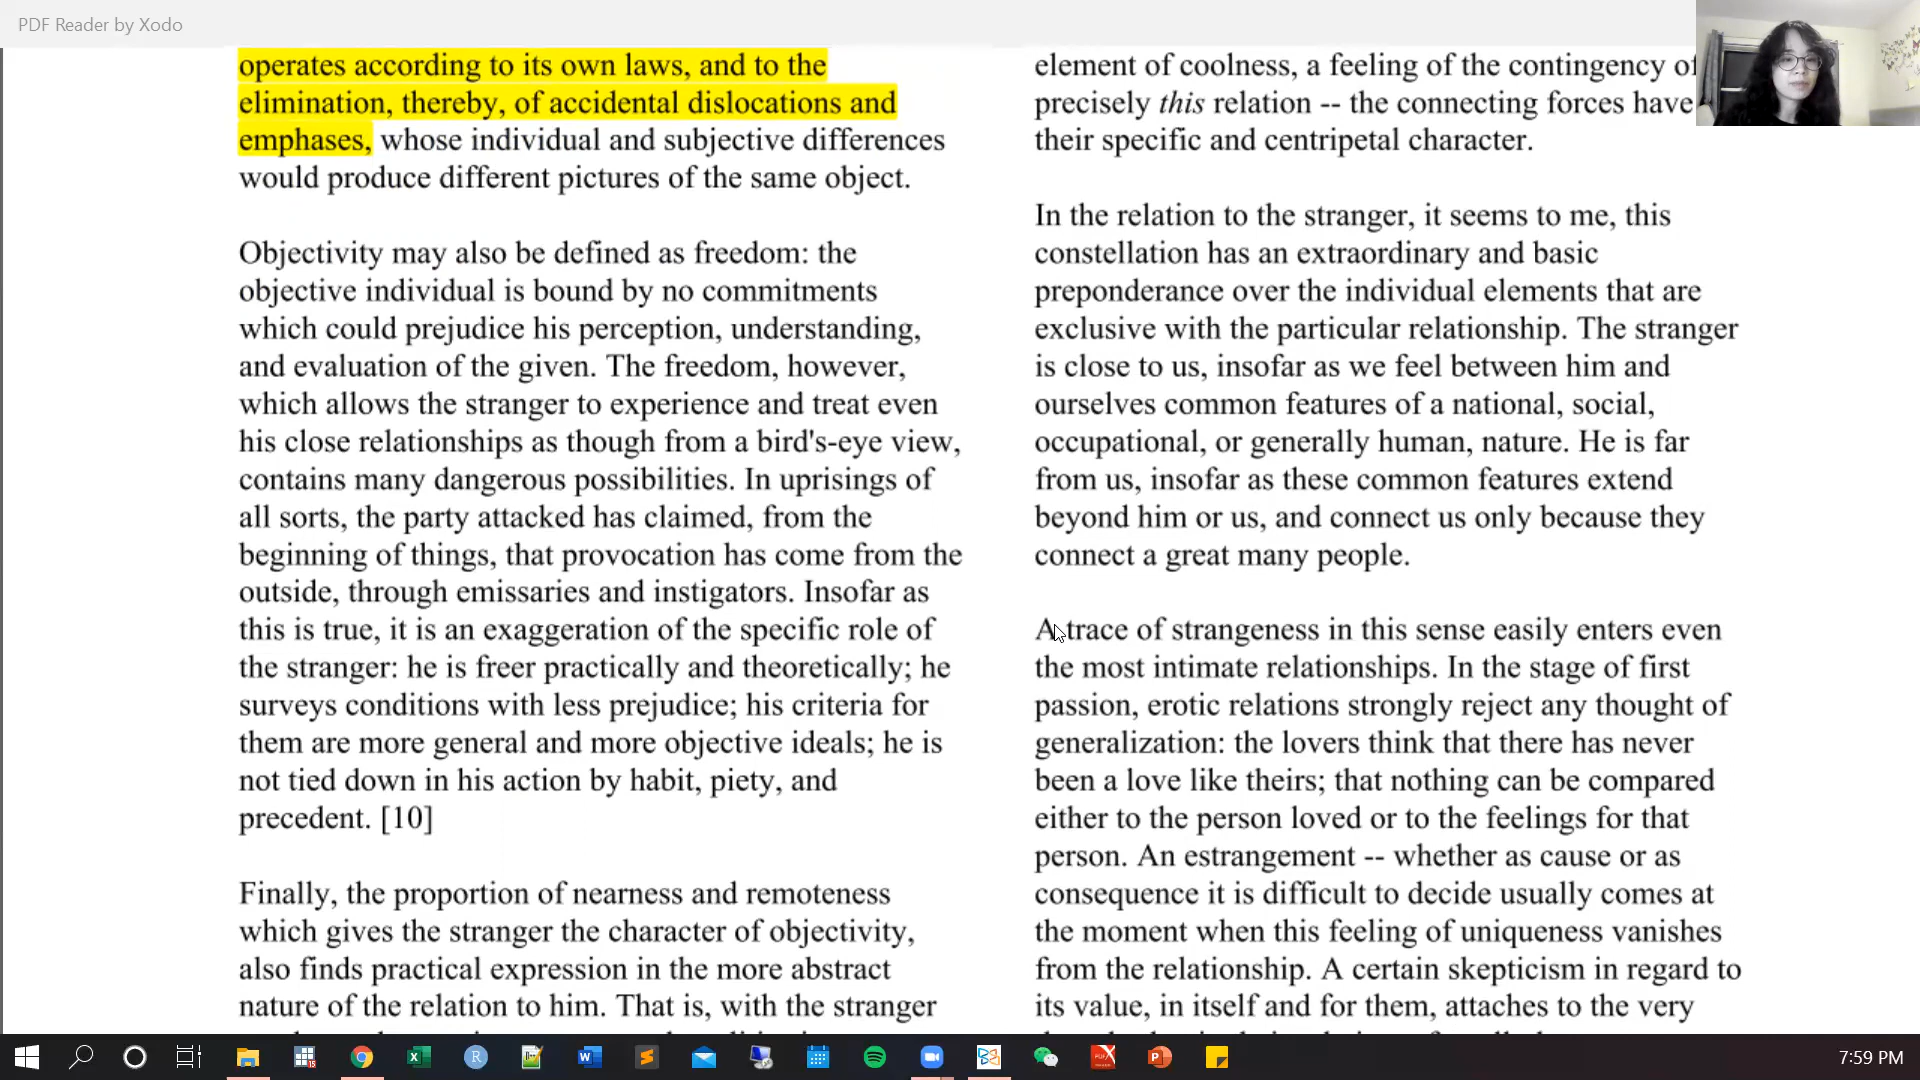 PDF Reader by Xodo
operates according to its own laws, and to the
elimination, thereby, of accidental dislocations and
emphases, whose individual and subjective differences
would produce different pictures of the same object.
Objectivity may also be defined as freedom: the
objective individual is bound by no commitments
which could prejudice his perception, understanding,
and evaluation of the given. The freedom, however,
which allows the stranger to experience and treat even
his close relationships as though from a bird's-eye view,
contains many dangerous possibilities. In uprisings of
all sorts, the party attacked has claimed, from the
beginning of things, that provocation has come from the
outside, through emissaries and instigators. Insofar as
this is true, it is an exaggeration of the specific role of
the stranger: he is freer practically and theoretically; he
surveys conditions with less prejudice; his criteria for
them are more general and more objective ideals; he is
not tied down in his action by habit, piety, and
precedent. [10]
Finally, the proportion of nearness and remoteness
which gives the stranger the character of objectivity,
also finds practical expression in the more abstract
nature of the relation to him. That is, with the stranger
element of coolness, a feeling of the contingency of
precisely this relation -- the connecting forces have
their specific and centripetal character.
In the relation to the stranger, it seems to me, this
constellation has an extraordinary and basic
preponderance over the individual elements that are
exclusive with the particular relationship. The stranger
is close to us, insofar as we feel between him and
ourselves common features of a national, social,
occupational, or generally human, nature. He is far
from us, insofar as these common features extend
beyond him or us, and connect us only because they
connect a great many people.
A trace of strangeness in this sense easily enters even
the most intimate relationships. In the stage of first
passion, erotic relations strongly reject any thought of
generalization: the lovers think that there has never
been a love like theirs; that nothing can be compared
either to the person loved or to the feelings for that
person. An estrangement -- whether as cause or as
consequence it is difficult to decide usually comes at
the moment when this feeling of uniqueness vanishes
from the relationship. A certain skepticism in regard to
its value, in itself and for them, attaches to the very
7:59 PM